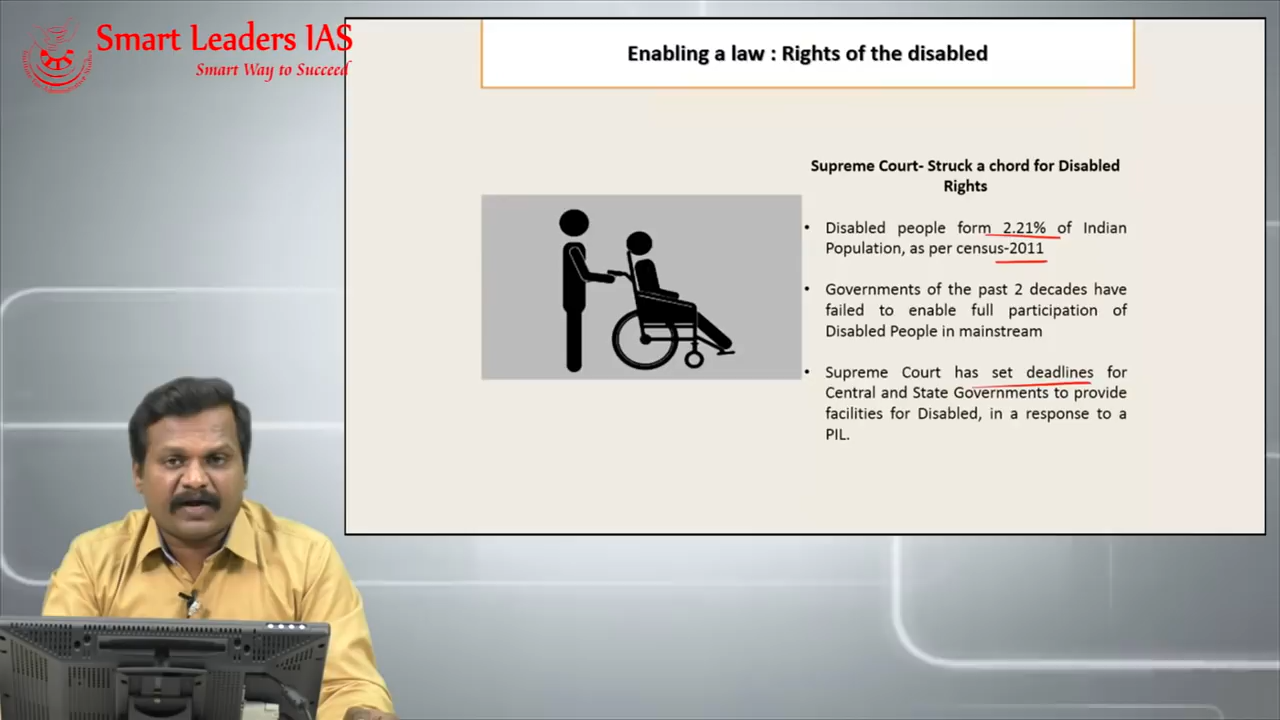 Smart Leaders IAS
Smart Way to Succeed
Enabling a law : Rights of the disabled
Supreme Court- Struck a chord for Disabled
Rights
• Disabled people form 2.21% of Indian
Population, as per census-2011
• Governments of the past 2 decades have
failed to enable full participation of
Disabled People in mainstream
• Supreme Court has set deadlines for
Central and State Governments to provide
facilities for Disabled, in a response to a
PIL.